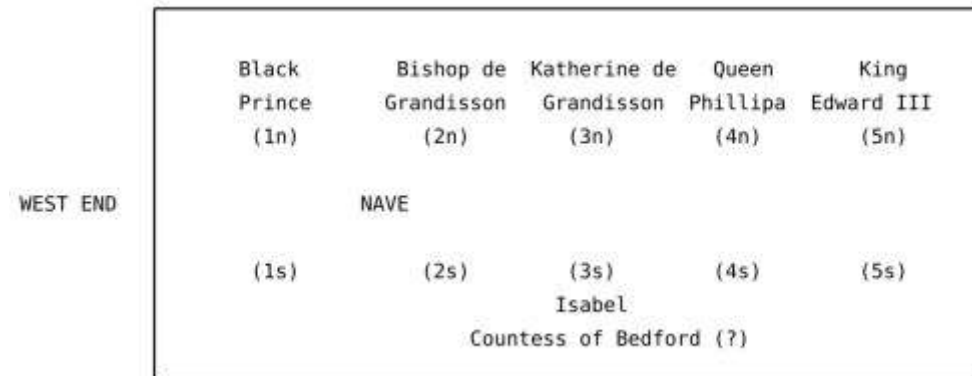 Black Bishop de Katherine de Queen King
Prince Grandisson Grandisson Phillipa Edward III
(1n) (2n) (3n) (4n) (5n)
WEST END NAVE
(1s) (2s) (3s) (4s) (5s)
Isabel
Countess of Bedford (?)